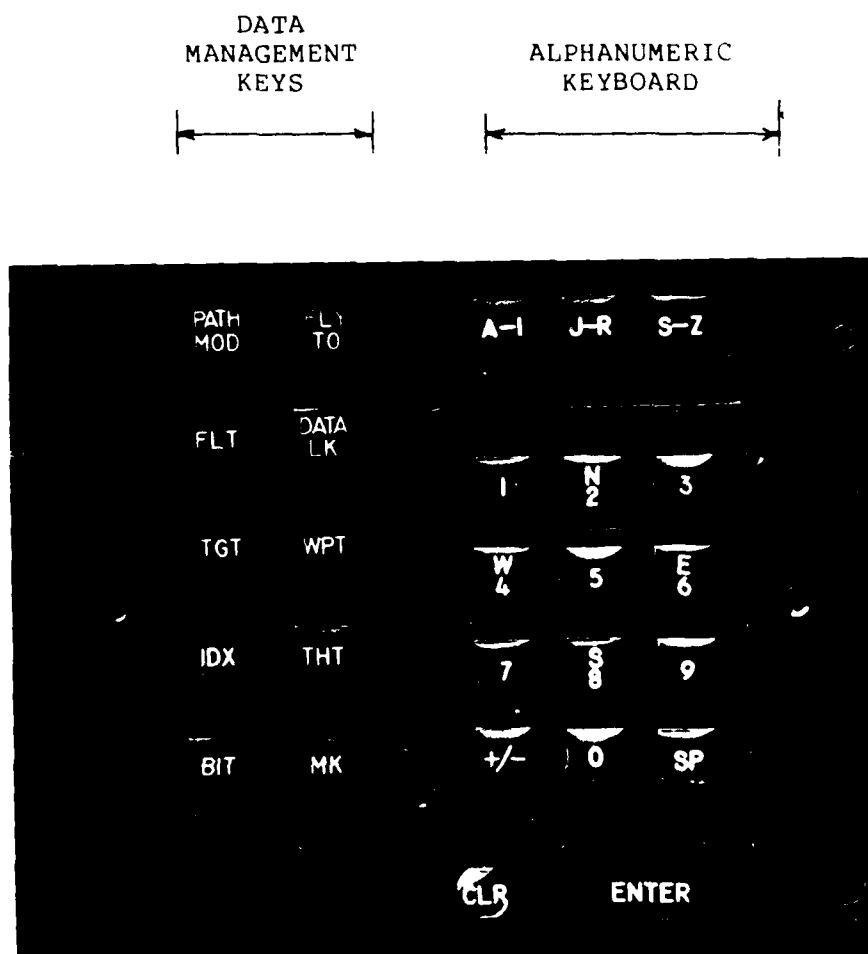 DATA
MANAGEMENT
KEYS
ALPHANUMERIC
KEYBOARD
PATH
MOD
FLY
TO
A-I
J-R
S-Z
FLT
DATA
LK
1
N
2
3
TGT
WPT
W
4
5
E
6
IDX
THT
7
S
8
9
BIT
MK
+/-
0
SP
CLR
ENTER